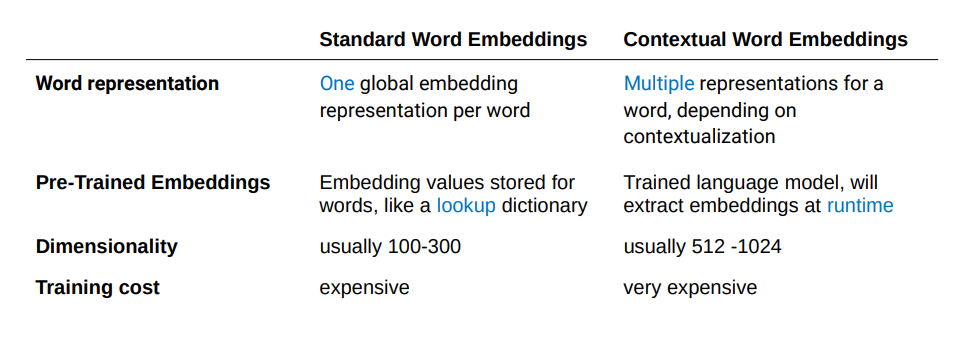 Standard Word Embeddings Contextual Word Embeddings
Word representation One global embedding Multiple representations for a
representation per word word, depending on
contextualization
Pre-Trained Embeddings Embedding values stored for Trained language model, will
words, like a lookup dictionary extract embeddings at runtime
Dimensionality usually 100-300 usually 512 -1024
Training cost expensive very expensive